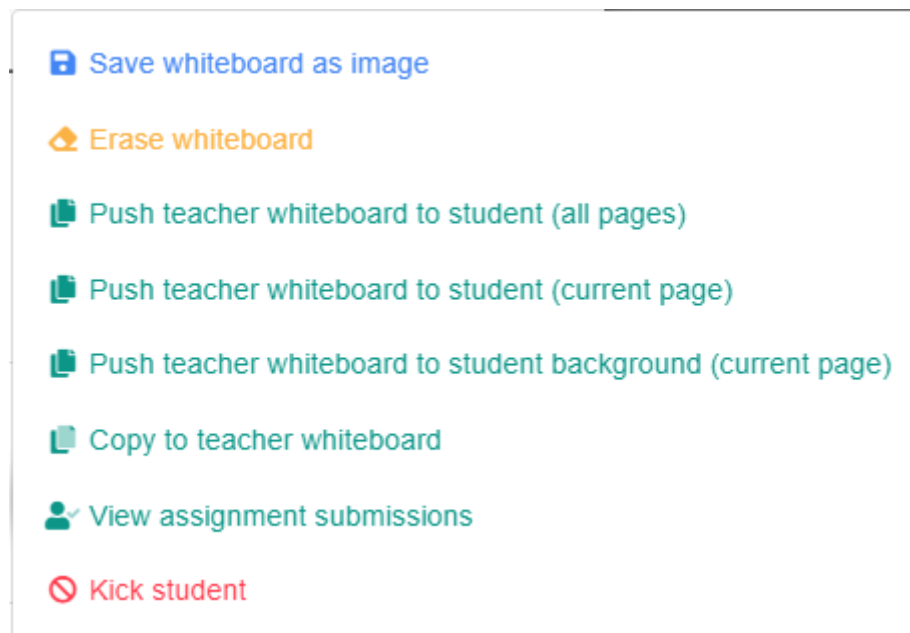 Save whiteboard as image
Erase whiteboard
Push teacher whiteboard to student (all pages)
Push teacher whiteboard to student (current page)
Push teacher whiteboard to student background (current page)
Copy to teacher whiteboard
View assignment submissions
Kick student